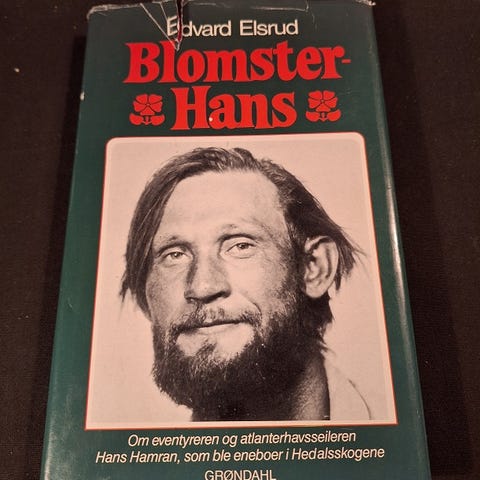 Edvard Elsrud
Blomster-
Hans
Om eventyreren og atlanterhavsseileren
Hans Hamran, som ble eneboer i Hedalsskogene
GRØNDAHL